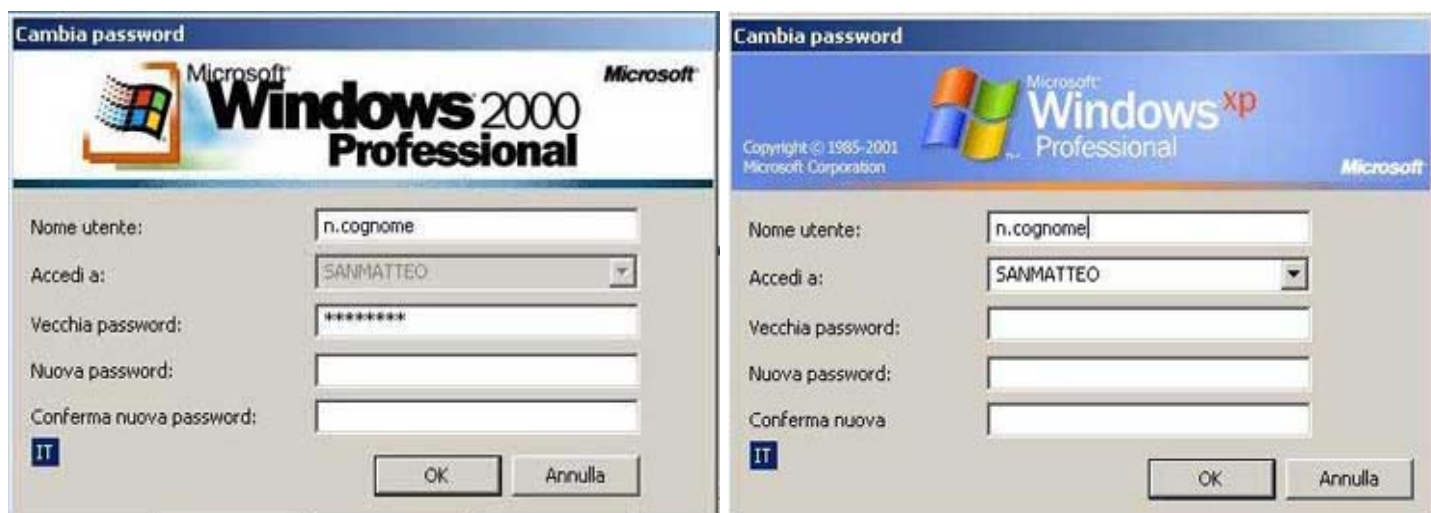 Cambia password
Microsoft
Windows 2000
Professional
Microsoft
Nome utente:
n.cognome
Accedi a:
SANMATTEO
Vecchia password:
********
Nuova password:
Conferma nuova password:
IT
OK
Annulla
Cambia password
Copyright © 1985-2001
Microsoft Corporation
Microsoft
Windows xp
Professional
Microsoft
Nome utente:
n.cognome
Accedi a:
SANMATTEO
Vecchia password:
Nuova password:
Conferma nuova
IT
OK
Annulla